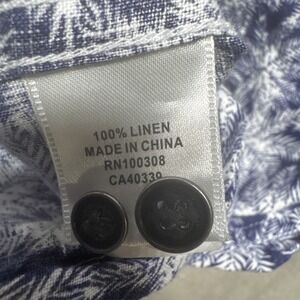 100% LINEN
MADE IN CHINA
RN100308
CA40339